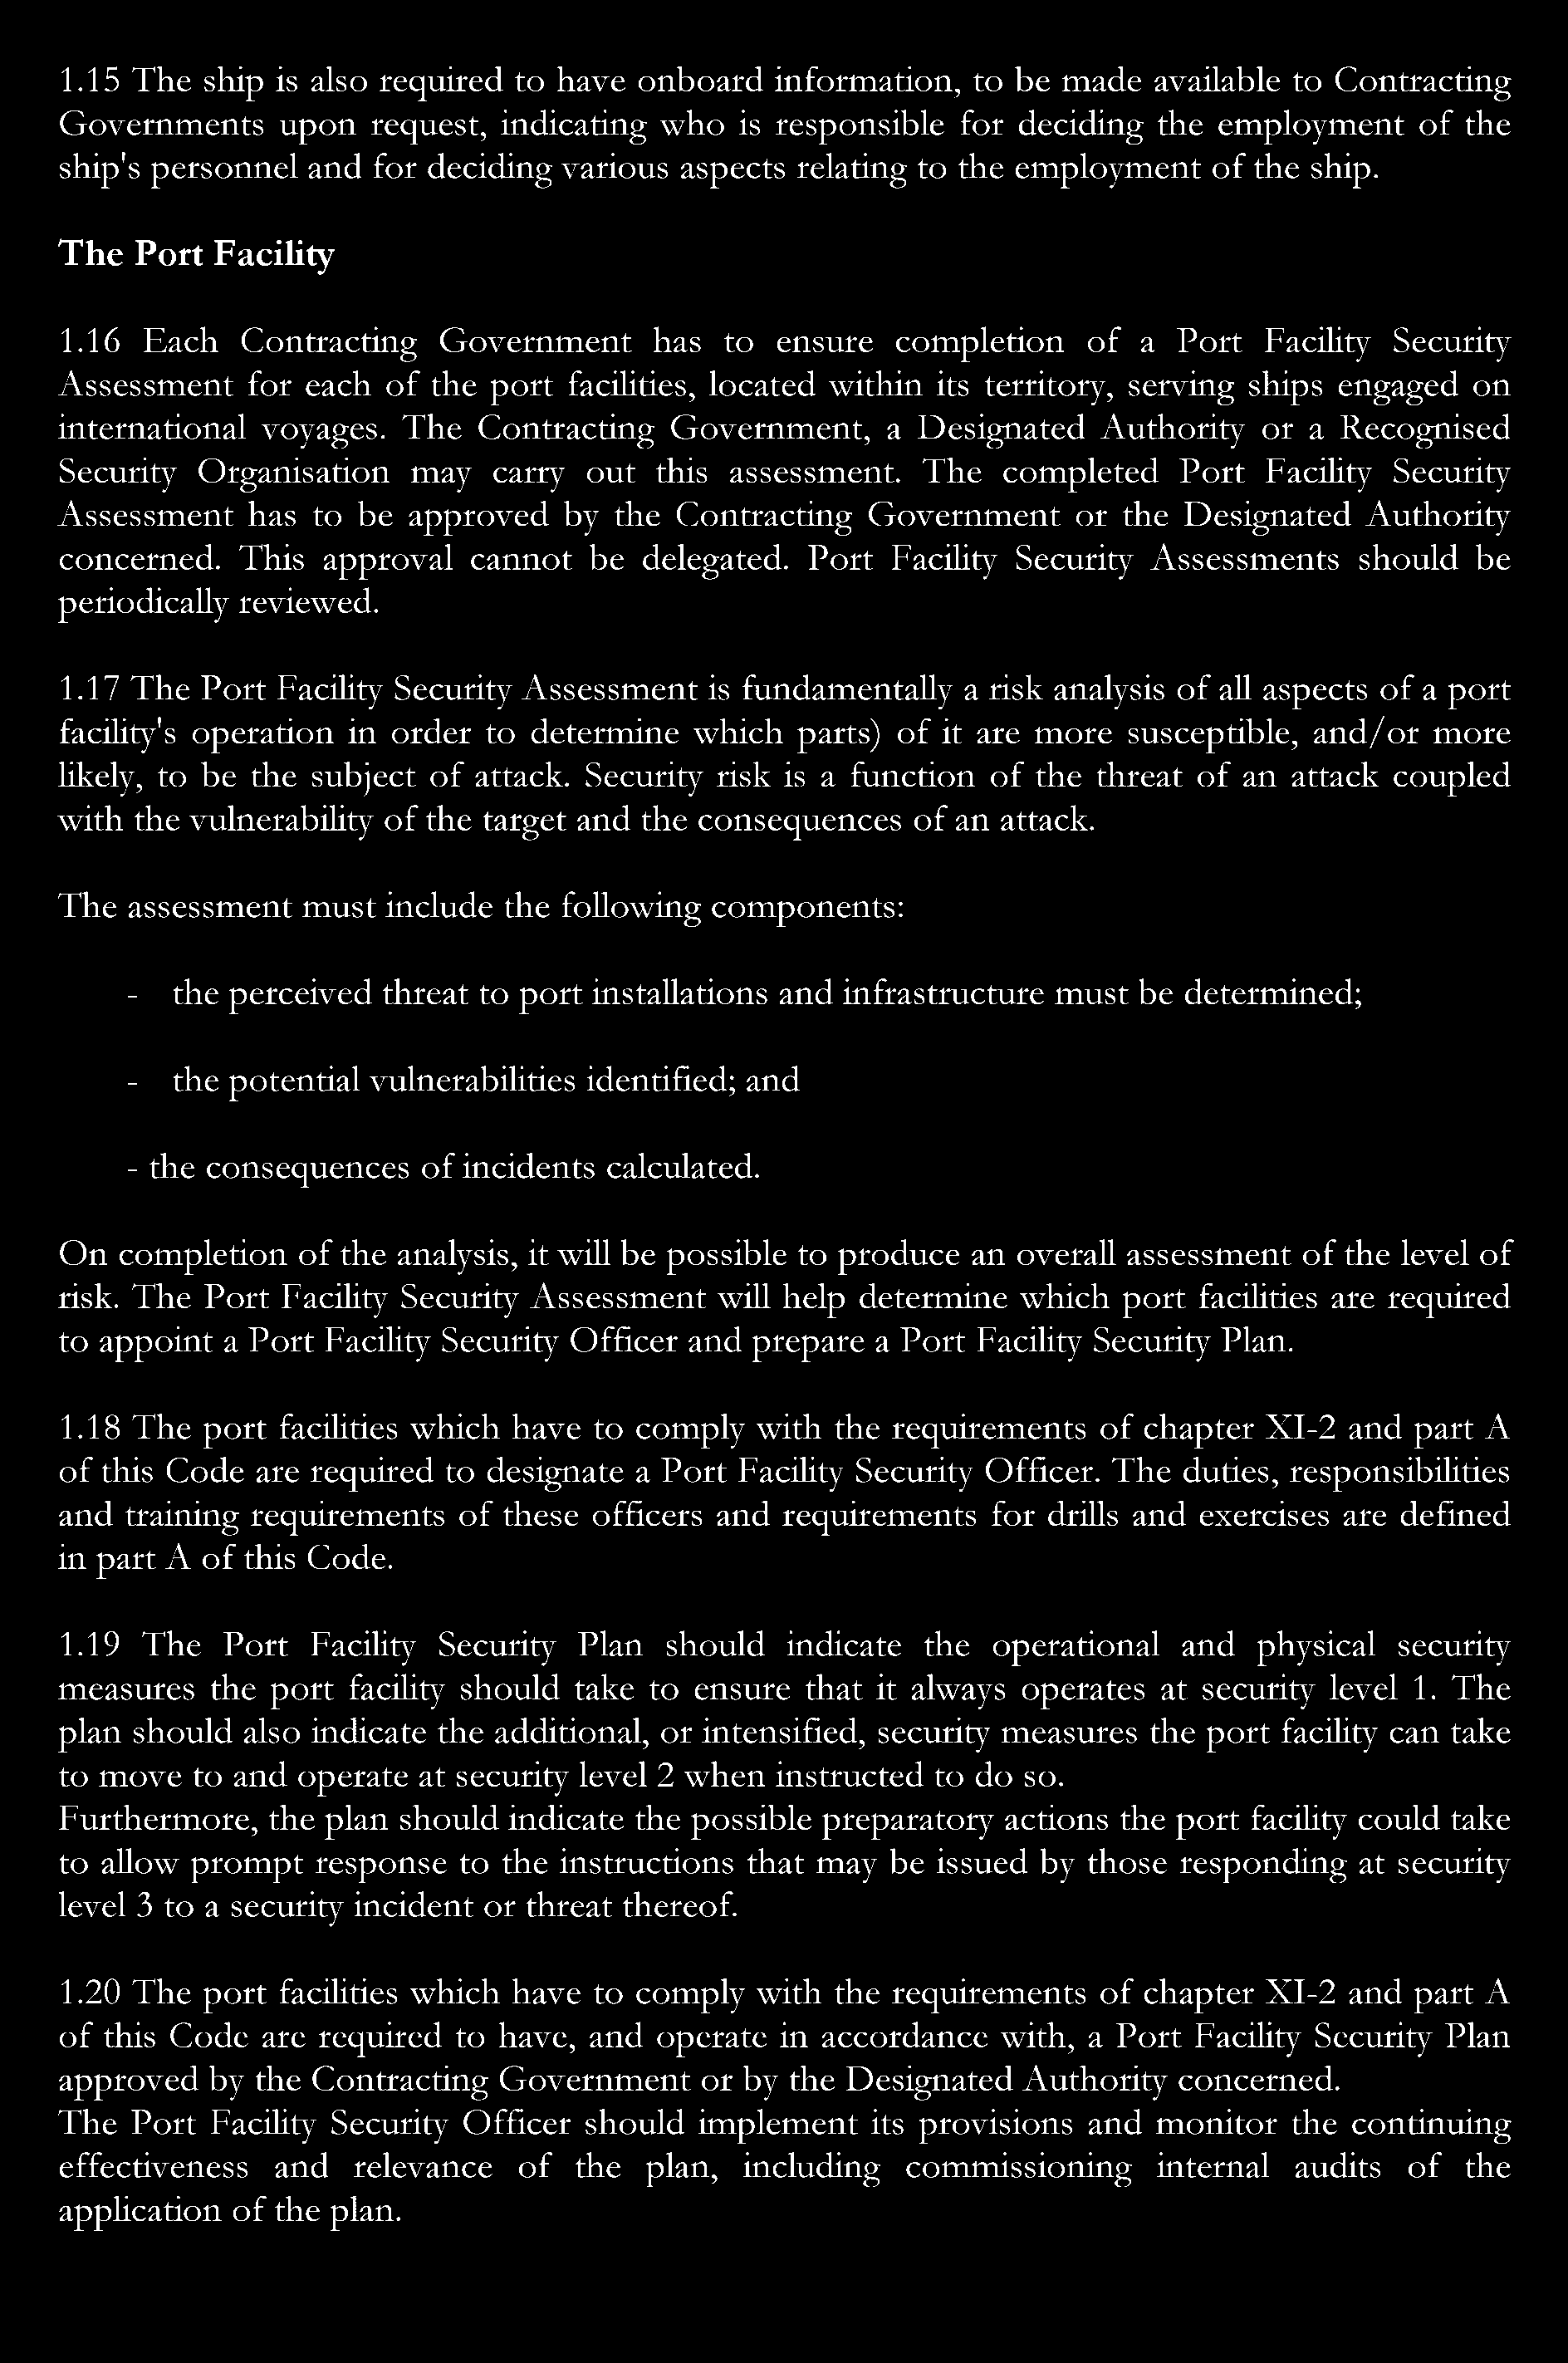 1.15 The ship is also required to have onboard information, to be made available to Contracting
Governments upon request, indicating who is responsible for deciding the employment of the
ship's personnel and for deciding various aspects relating to the employment of the ship.
The Port Facility
1.16 Each Contracting Government has to ensure completion of a Port Facility Security
Assessment for each of the port facilities, located within its territory, serving ships engaged on
international voyages. The Contracting Government, a Designated Authority or a Recognised
Security Organisation may carry out this assessment. The completed Port Facility Security
Assessment has to be approved by the Contracting Government or the Designated Authority
concerned. This approval cannot be delegated. Port Facility Security Assessments should be
periodically reviewed.
1.17 The Port Facility Security Assessment is fundamentally a risk analysis of all aspects of a port
facility's operation in order to determine which parts) of it are more susceptible, and/or more
likely, to be the subject of attack. Security risk is a function of the threat of an attack coupled
with the vulnerability of the target and the consequences of an attack.
The assessment must include the following components:
- the perceived threat to port installations and infrastructure must be determined;
- the potential vulnerabilities identified; and
- the consequences of incidents calculated.
On completion of the analysis, it will be possible to produce an overall assessment of the level of
risk. The Port Facility Security Assessment will help determine which port facilities are required
to appoint a Port Facility Security Officer and prepare a Port Facility Security Plan.
1.18 The port facilities which have to comply with the requirements of chapter XI-2 and part A
of this Code are required to designate a Port Facility Security Officer. The duties, responsibilities
and training requirements of these officers and requirements for drills and exercises are defined
in part A of this Code.
1.19 The Port Facility Security Plan should indicate the operational and physical security
measures the port facility should take to ensure that it always operates at security level 1. The
plan should also indicate the additional, or intensified, security measures the port facility can take
to move to and operate at security level 2 when instructed to do so.
Furthermore, the plan should indicate the possible preparatory actions the port facility could take
to allow prompt response to the instructions that may be issued by those responding at security
level 3 to a security incident or threat thereof.
1.20 The port facilities which have to comply with the requirements of chapter XI-2 and part A
of this Code are required to have, and operate in accordance with, a Port Facility Security Plan
approved by the Contracting Government or by the Designated Authority concerned.
The Port Facility Security Officer should implement its provisions and monitor the continuing
effectiveness and relevance of the plan, including commissioning internal audits of the
application of the plan.